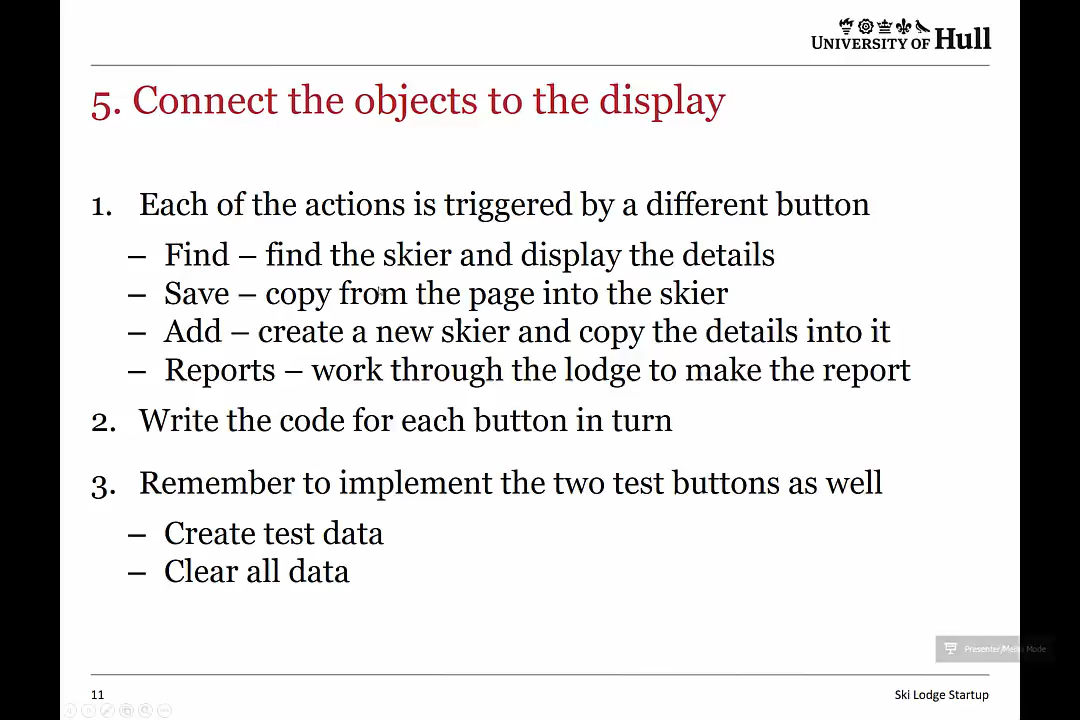 UNIVERSITY OF Hull
5. Connect the objects to the display
1. Each of the actions is triggered by a different button
– Find – find the skier and display the details
– Save – copy from the page into the skier
– Add – create a new skier and copy the details into it
– Reports – work through the lodge to make the report
2. Write the code for each button in turn
3. Remember to implement the two test buttons as well
– Create test data
– Clear all data
Presenter/Media Mode
11
Ski Lodge Startup